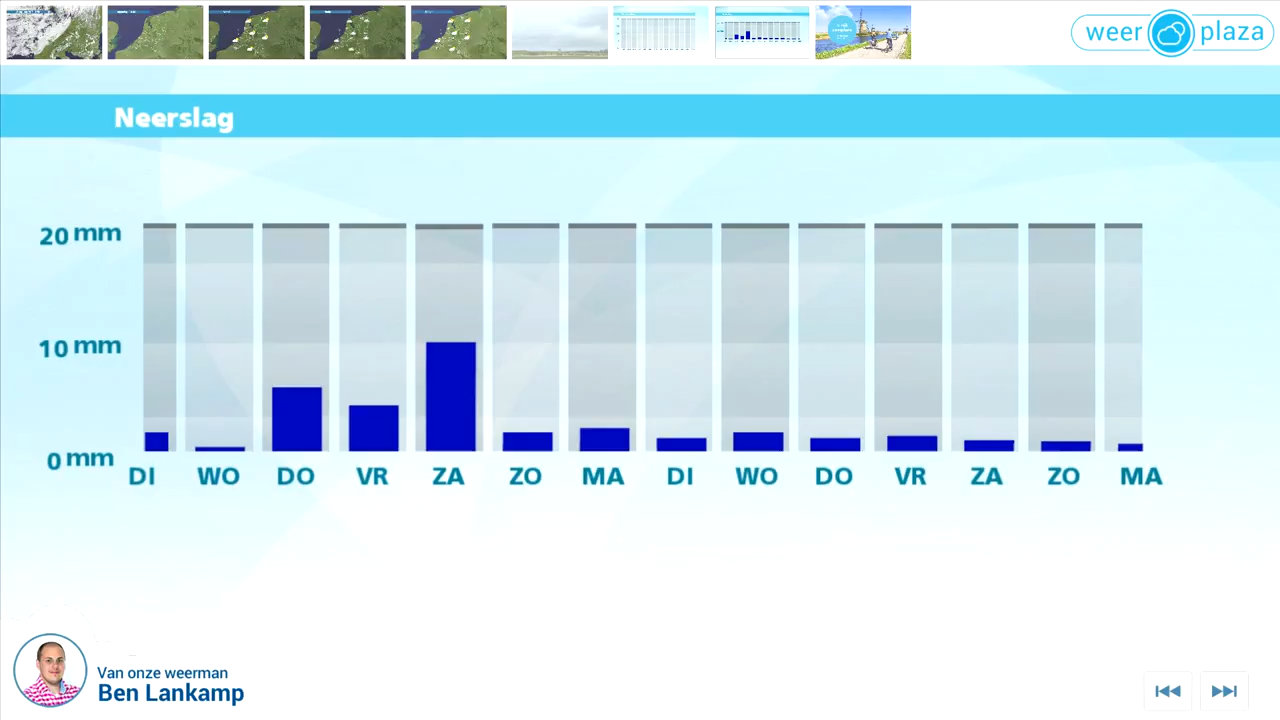 weer plaza
Neerslag
20 mm
10 mm
0 mm
DI WO DO VR ZA ZO MA DI WO DO VR ZA ZO MA
Van onze weerman
Ben Lankamp